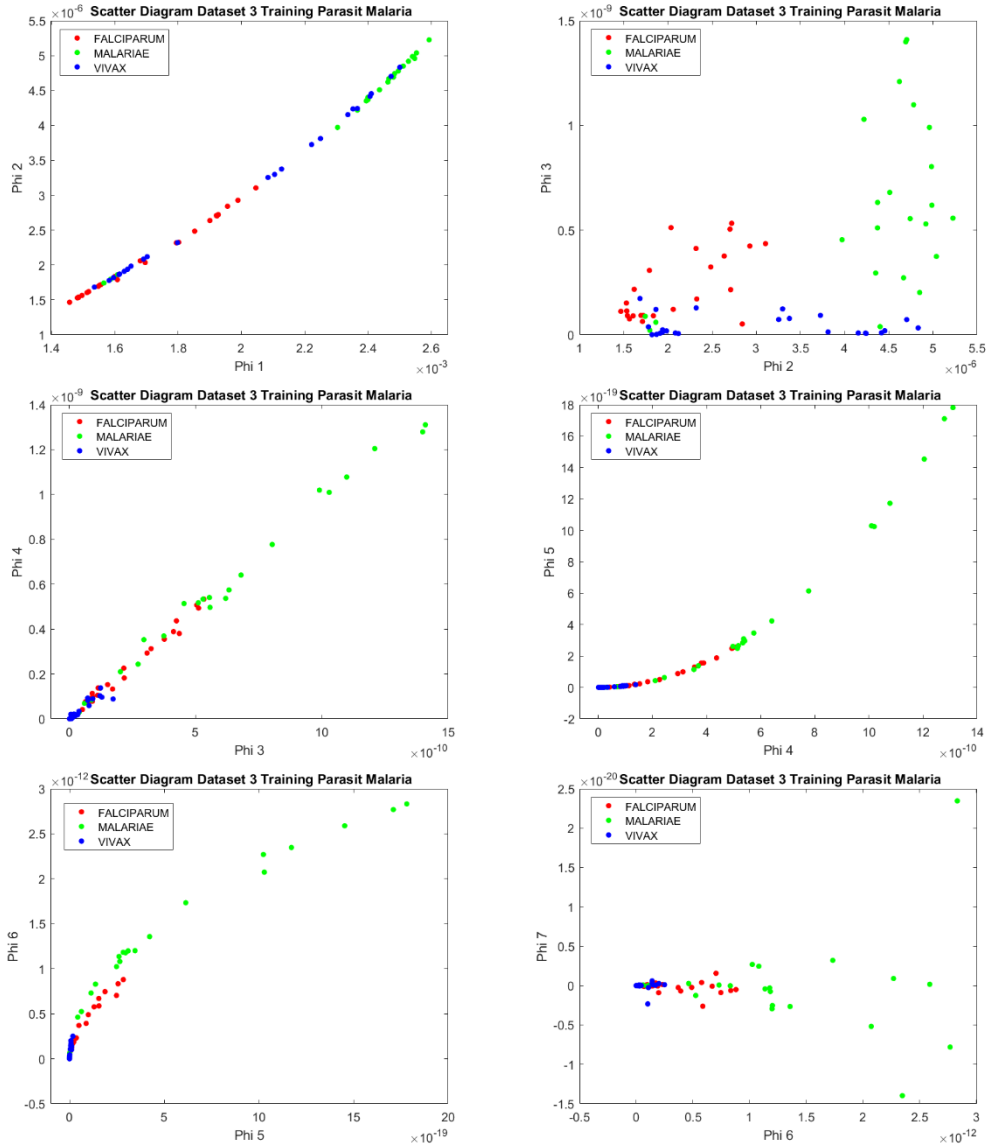 Scatter Diagram Dataset 3 Training Parasit Malaria
×10^-6
5.5
5
4.5
4
3.5
3
2.5
2
1.5
1
1.4 1.6 1.8 2 2.2 2.4 2.6
×10^-3
Phi 1
Phi 2
FALCIPARUM
MALARIAE
VIVAX
Scatter Diagram Dataset 3 Training Parasit Malaria
×10^-9
1.5
1
0.5
0
1 1.5 2 2.5 3 3.5 4 4.5 5 5.5
×10^-6
Phi 2
Phi 3
FALCIPARUM
MALARIAE
VIVAX
Scatter Diagram Dataset 3 Training Parasit Malaria
×10^-9
1.4
1.2
1
0.8
0.6
0.4
0.2
0
0 5 10 15
×10^-10
Phi 3
Phi 4
FALCIPARUM
MALARIAE
VIVAX
Scatter Diagram Dataset 3 Training Parasit Malaria
×10^-19
18
16
14
12
10
8
6
4
2
0
-2
-2 0 2 4 6 8 10 12 14
×10^-10
Phi 4
Phi 5
FALCIPARUM
MALARIAE
VIVAX
Scatter Diagram Dataset 3 Training Parasit Malaria
×10^-12
3
2.5
2
1.5
1
0.5
0
-0.5
0 5 10 15 20
×10^-19
Phi 5
Phi 6
FALCIPARUM
MALARIAE
VIVAX
Scatter Diagram Dataset 3 Training Parasit Malaria
×10^-20
2.5
2
1.5
1
0.5
0
-0.5
-1
-1.5
-0.5 0 0.5 1 1.5 2 2.5 3
×10^-12
Phi 6
Phi 7
FALCIPARUM
MALARIAE
VIVAX